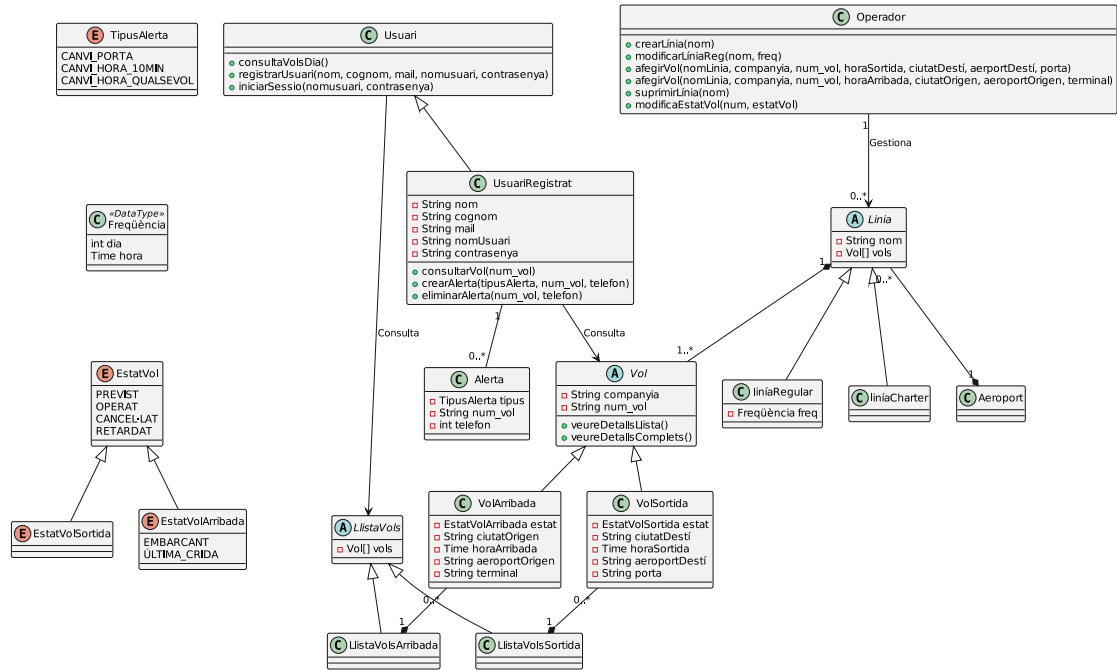 TipusAlerta
CANVI_PORTA
CANVI_HORA_10MIN
CANVI_HORA_QUALSEVOL
Usuari
consultaVolsDia()
registrarUsuari(nom, cognom, mail, nomusuari, contrasenya)
iniciarSessio(nomusuari, contrasenya)
Operador
crearLínia(nom)
modificarLíniaReg(nom, freq)
afegirVol(nomLinia, companyia, num_vol, horaSortida, ciutatDestí, aerportDestí, porta)
afegirVol(nomLinia, companyia, num_vol, horaArribada, ciutatOrigen, aeroportOrigen, terminal)
suprimirLínia(nom)
modificaEstatVol(num, estatVol)
1
Gestiona
0..*
«DataType»
Freqüència
int dia
Time hora
UsuariRegistrat
String nom
String cognom
String mail
String nomUsuari
String contrasenya
consultarVol(num_vol)
crearAlerta(tipusAlerta, num_vol, telefon)
eliminarAlerta(num_vol, telefon)
Linia
String nom
Vol[] vols
1
0..*
1
Consulta
Consulta
0..*
1..*
1
EstatVol
PREVIST
OPERAT
CANCEL·LAT
RETARDAT
Alerta
TipusAlerta tipus
String num_vol
int telefon
Vol
String companyia
String num_vol
veureDetallsLlista()
veureDetallsComplets()
liníaRegular
Freqüència freq
liníaCharter
Aeroport
EstatVolSortida
EstatVolArribada
EMBARCANT
ÚLTIMA_CRIDA
LlistaVols
Vol[] vols
VolArribada
EstatVolArribada estat
String ciutatOrigen
Time horaArribada
String aeroportOrigen
String terminal
VolSortida
EstatVolSortida estat
String ciutatDestí
Time horaSortida
String aeroportDestí
String porta
0..*
1
0..*
1
LlistaVolsArribada
LlistaVolsSortida